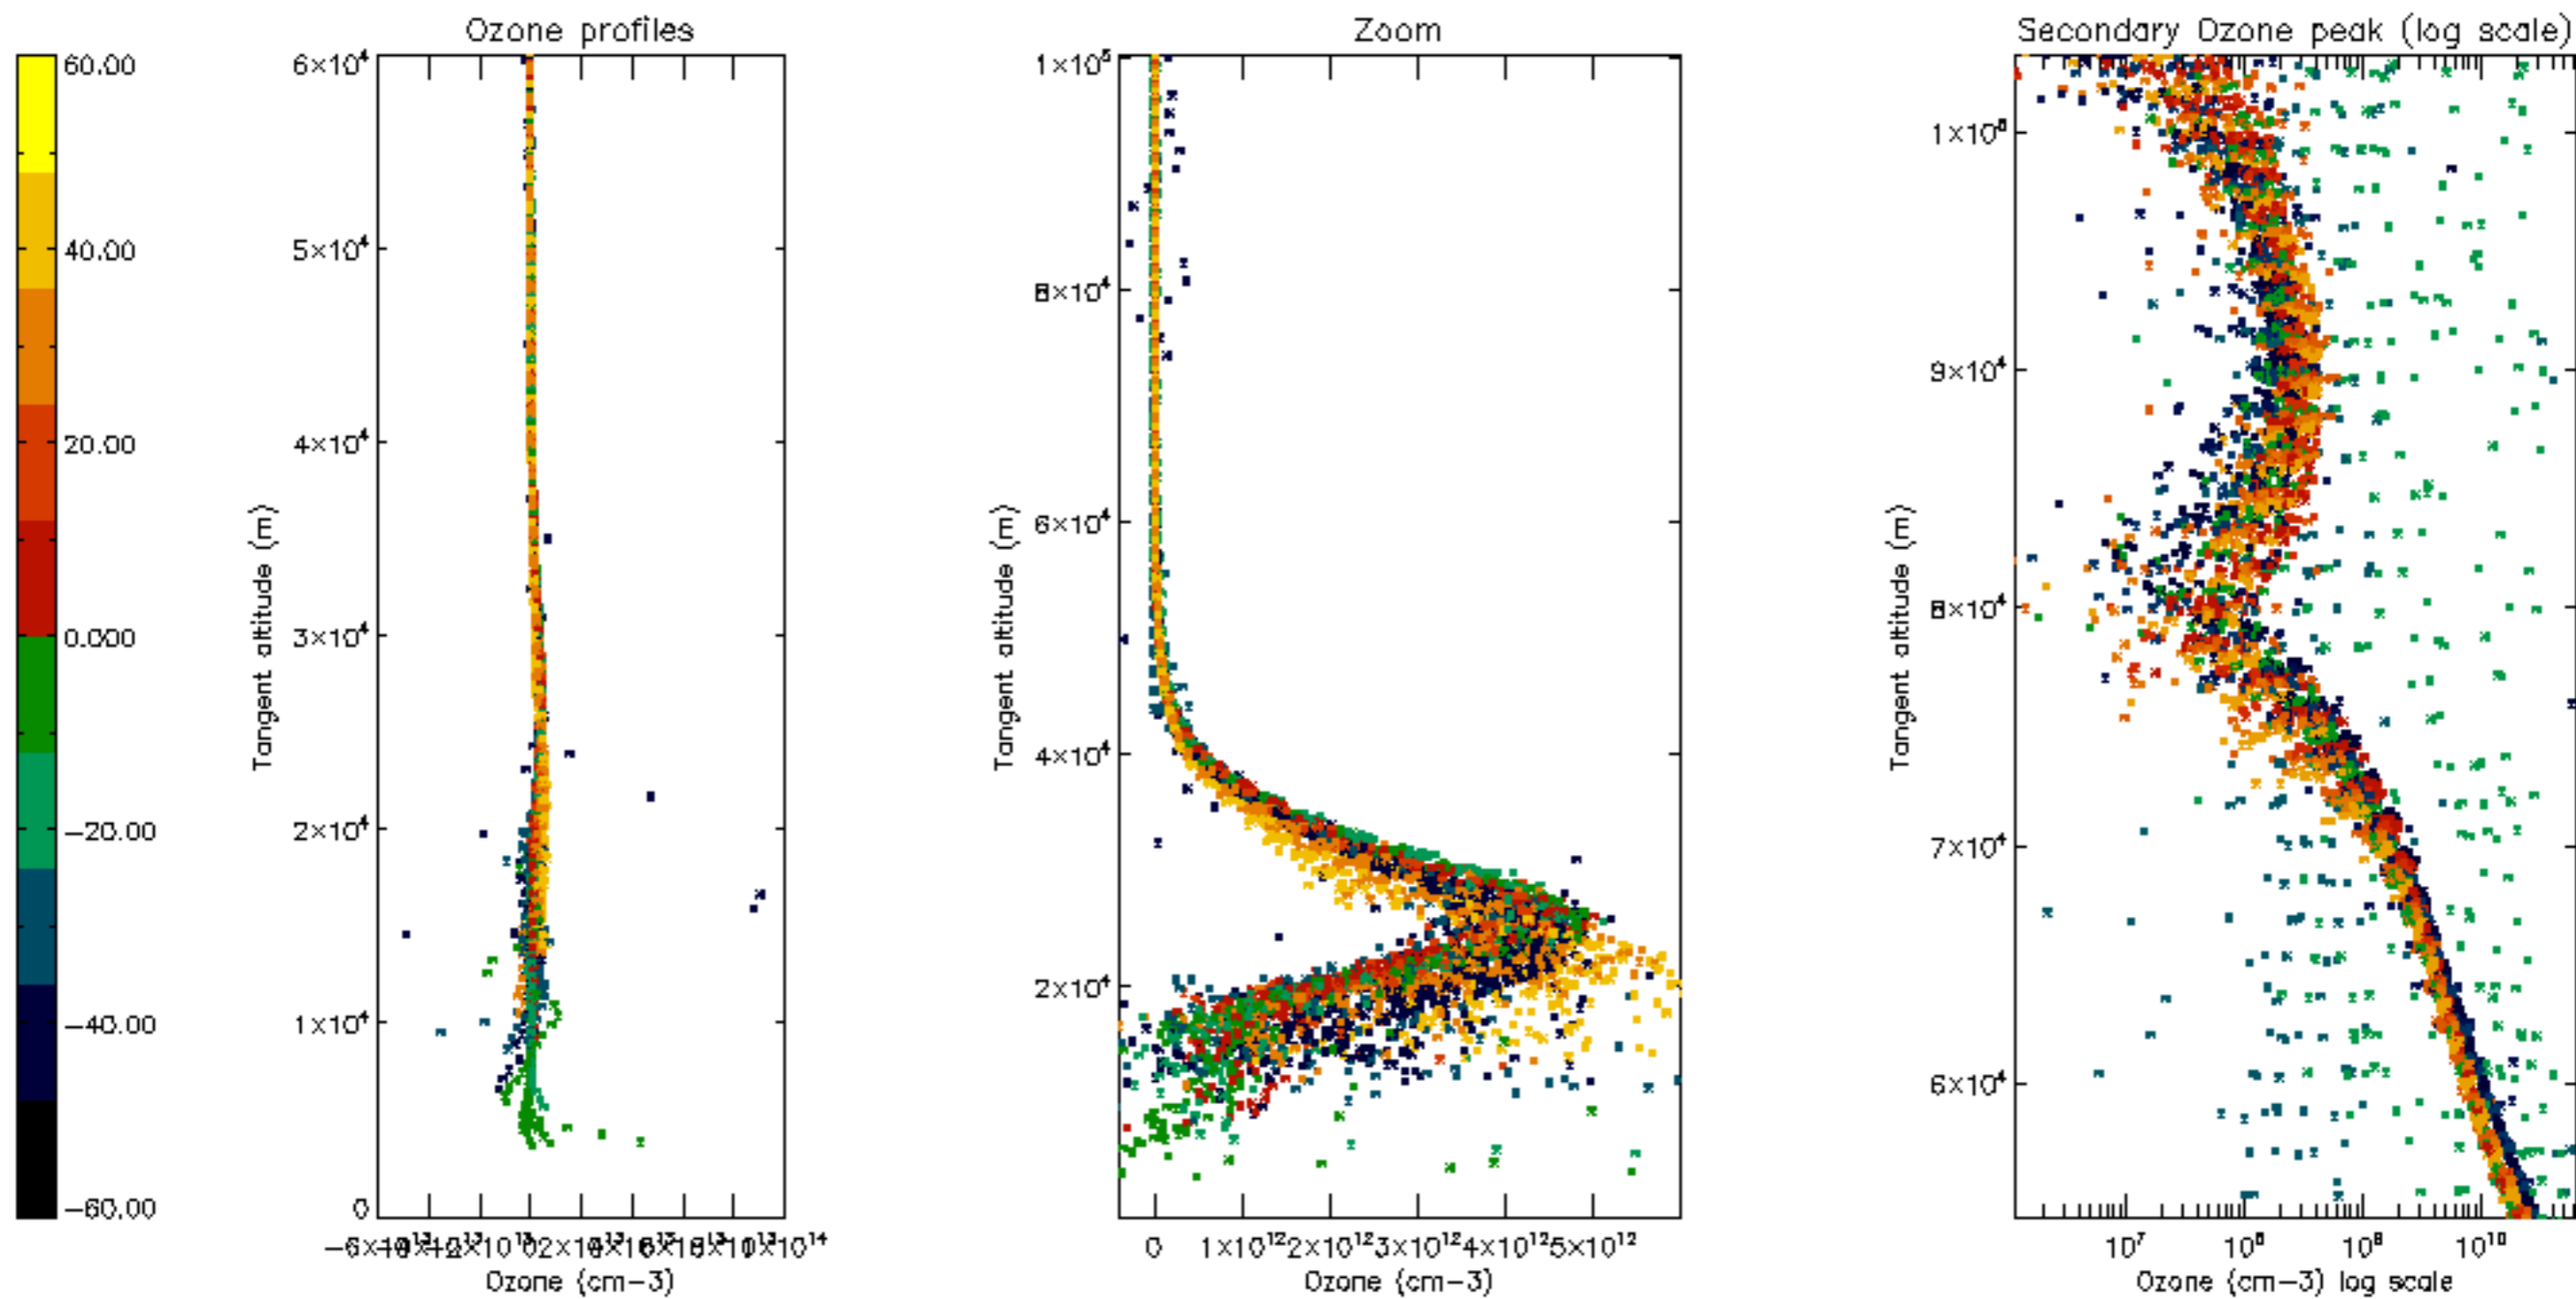 Ozone profiles
Zoom
Secondary Ozone peak (log scale)
60.00
40.00
20.00
0.000
-20.00
-40.00
-60.00
6×10⁴
5×10⁴
4×10⁴
3×10⁴
2×10⁴
1×10⁴
0
Tangent altitude (m)
Ozone (cm-3)
1×10⁵
8×10⁴
6×10⁴
4×10⁴
2×10⁴
Tangent altitude (m)
0 1×10¹² 2×10¹² 3×10¹² 4×10¹² 5×10¹²
Ozone (cm-3)
9×10⁴
8×10⁴
7×10⁴
6×10⁴
Tangent altitude (m)
10⁷ 10⁸ 10⁹ 10¹⁰
Ozone (cm-3) log scale